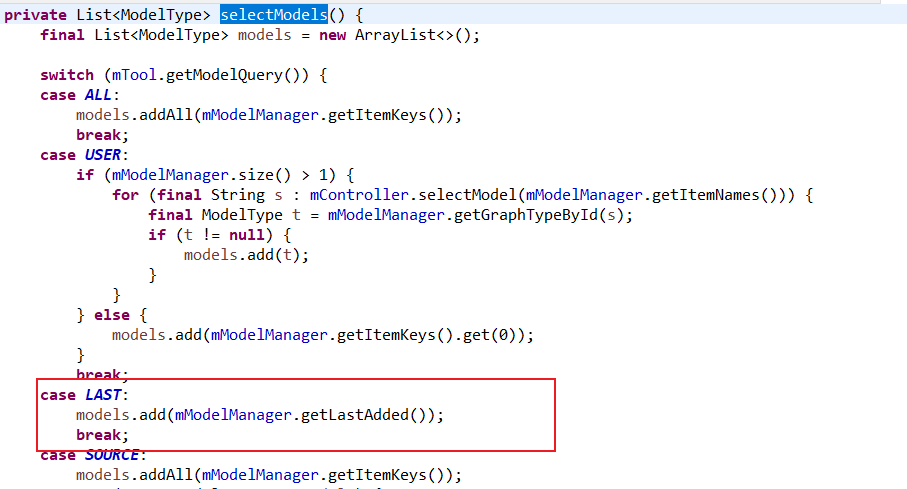 private List<ModelType> selectModels() {
final List<ModelType> models = new ArrayList<>();
switch (mTool.getModelQuery()) {
case ALL:
models.addAll(mModelManager.getItemKeys());
break;
case USER:
if (mModelManager.size() > 1) {
for (final String s : mController.selectModel(mModelManager.getItemNames())) {
final ModelType t = mModelManager.getGraphTypeById(s);
if (t != null) {
models.add(t);
}
}
} else {
models.add(mModelManager.getItemKeys().get(0));
}
break;
case LAST:
models.add(mModelManager.getLastAdded());
break;
case SOURCE:
models.addAll(mModelManager.getItemKeys());